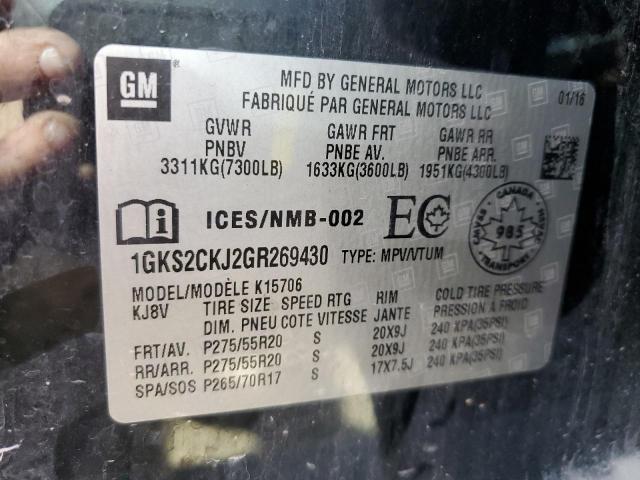 GM
MFD BY GENERAL MOTORS LLC
FABRIQUÉ PAR GENERAL MOTORS LLC
01/16
GVWR GAWR FRT GAWR RR
PNBV PNBE AV. PNBE ARR.
3311KG(7300LB) 1633KG(3600LB) 1951KG(4300LB)
ICES/NMB-002 EC
CANADA
CMVSS NSVAC
985
TRANSPORT
1GKS2CKJ2GR269430 TYPE: MPV/VTUM
MODEL/MODÈLE K15706
KJ8V TIRE SIZE SPEED RTG RIM COLD TIRE PRESSURE
DIM. PNEU COTE VITESSE JANTE PRESSION A FROID
FRT/AV. P275/55R20 S 20X9J 240 KPA(35PSI)
RR/ARR. P275/55R20 S 20X9J 240 KPA(35PSI)
SPA/SOS P265/70R17 S 17X7.5J 240 KPA(35PSI)